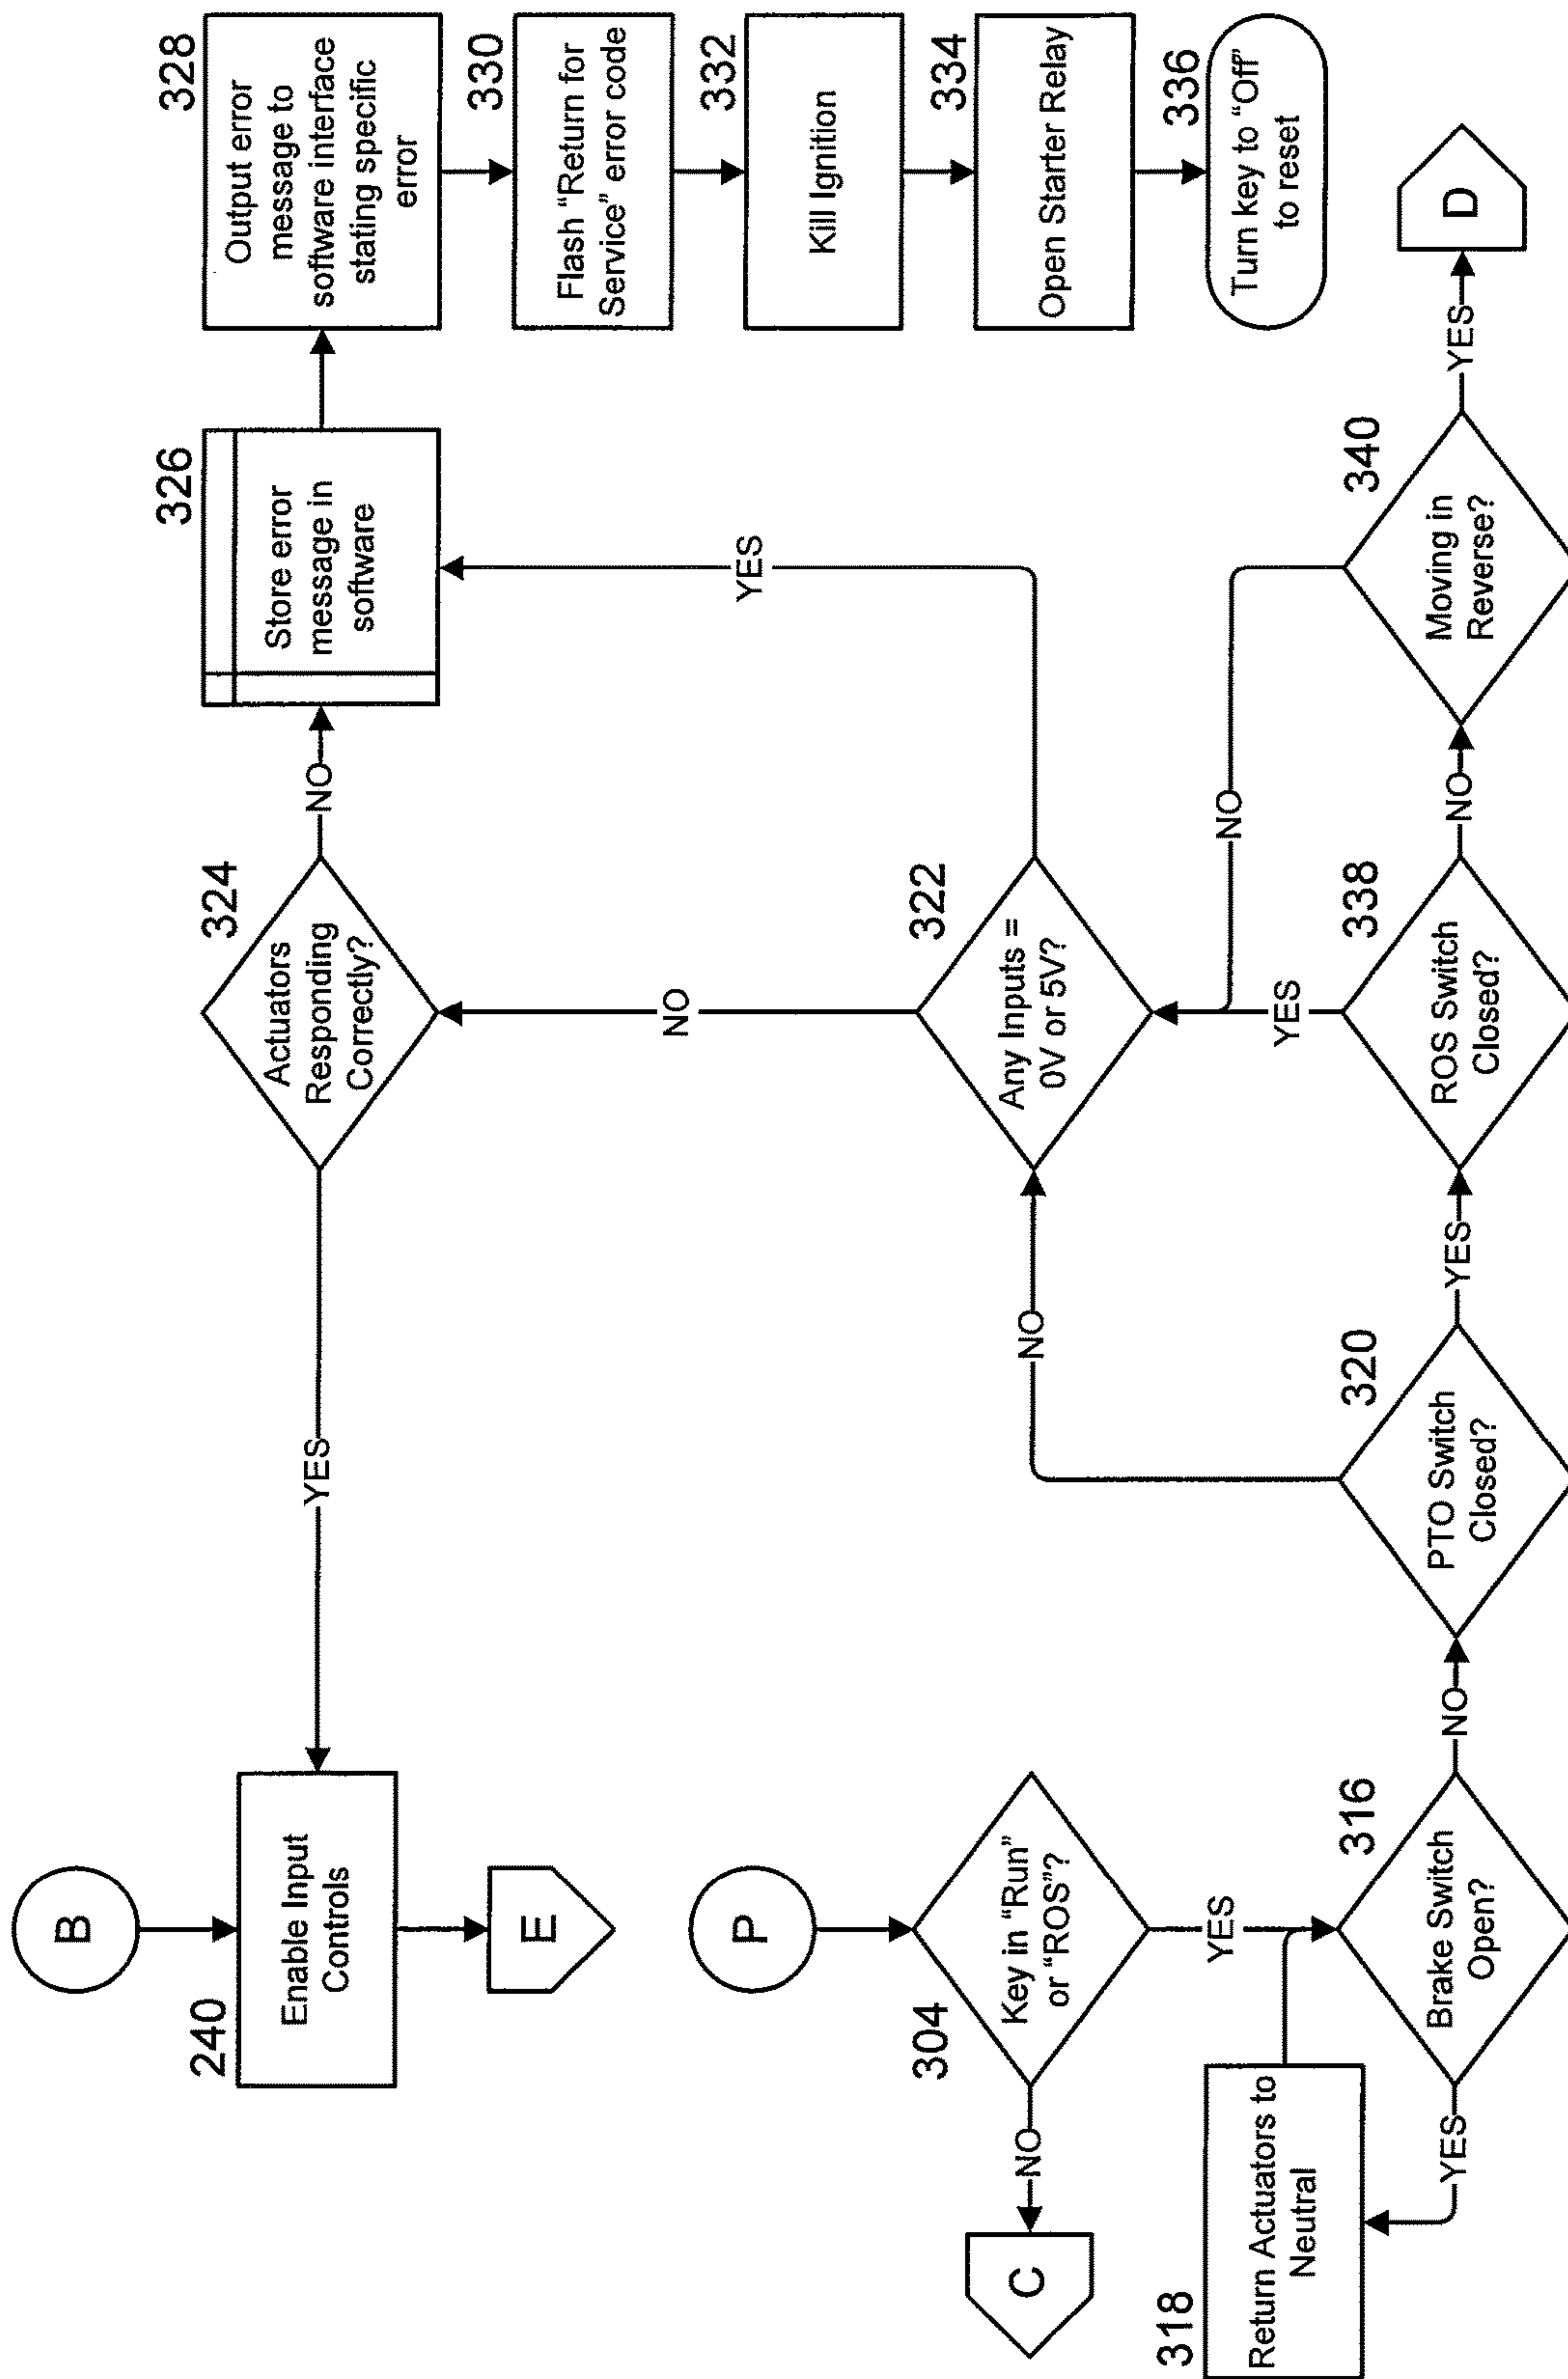 B
240
Enable Input
Controls
E
YES
324
Actuators
Responding
Correctly?
NO
326
Store error
message in
software
328
Output error
message to
software interface
stating specific
error
330
Flash “Return for
Service” error code
332
Kill Ignition
334
Open Starter Relay
336
Turn key to “Off”
to reset
P
304
Key in “Run”
or “ROS”?
NO
C
YES
318
Return Actuators to
Neutral
YES
316
Brake Switch
Open?
NO
320
PTO Switch
Closed?
NO
YES
322
Any Inputs =
0V or 5V?
NO
YES
338
ROS Switch
Closed?
YES
NO
340
Moving in
Reverse?
NO
YES
D